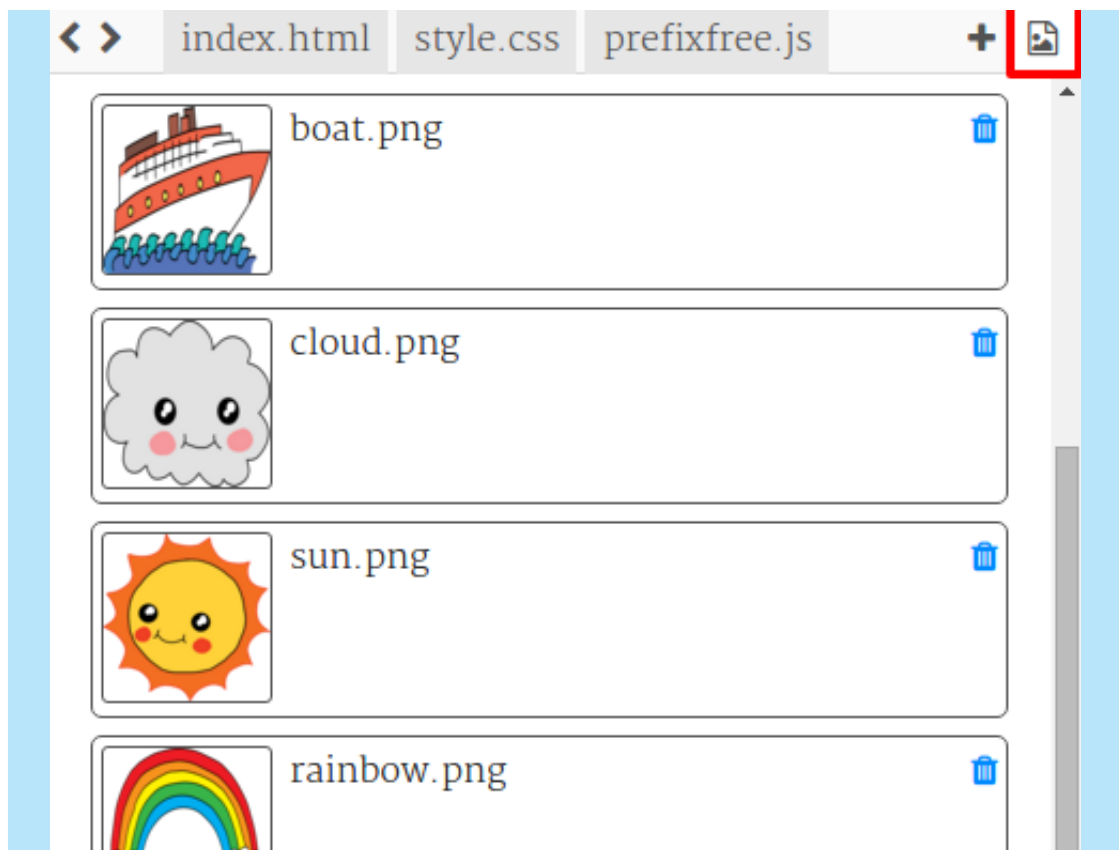 index.html style.css prefixfree.js
boat.png
cloud.png
sun.png
rainbow.png